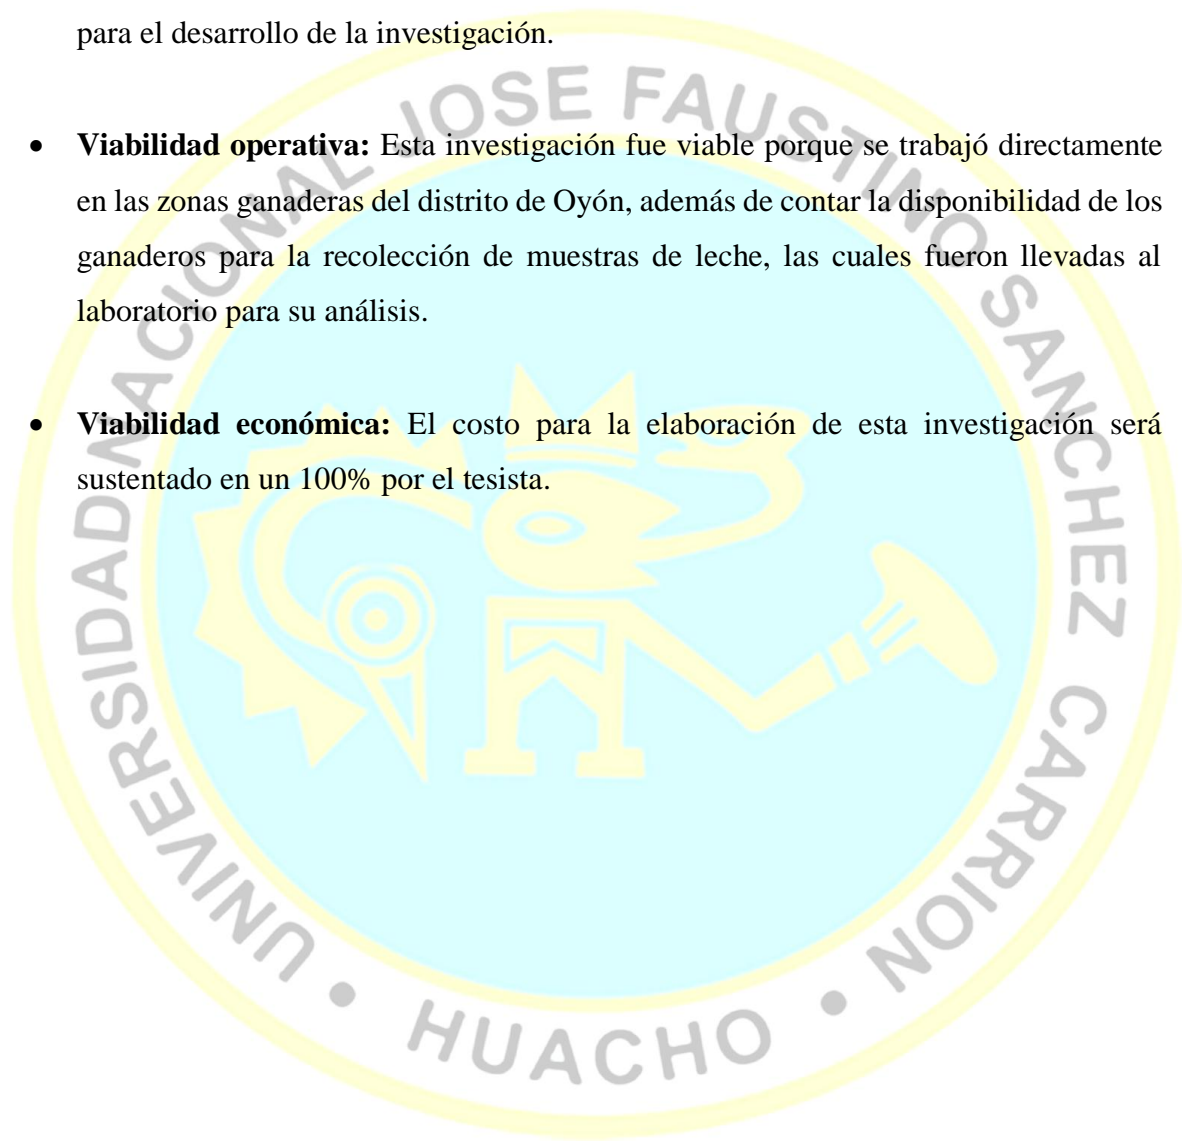 para el desarrollo de la investigación.
• Viabilidad operativa: Esta investigación fue viable porque se trabajó directamente
en las zonas ganaderas del distrito de Oyón, además de contar la disponibilidad de los
ganaderos para la recolección de muestras de leche, las cuales fueron llevadas al
laboratorio para su análisis.
• Viabilidad económica: El costo para la elaboración de esta investigación será
sustentado en un 100% por el tesista.
UNIVERSIDAD NACIONAL JOSE FAUSTINO SANCHEZ CARRION
• HUACHO •